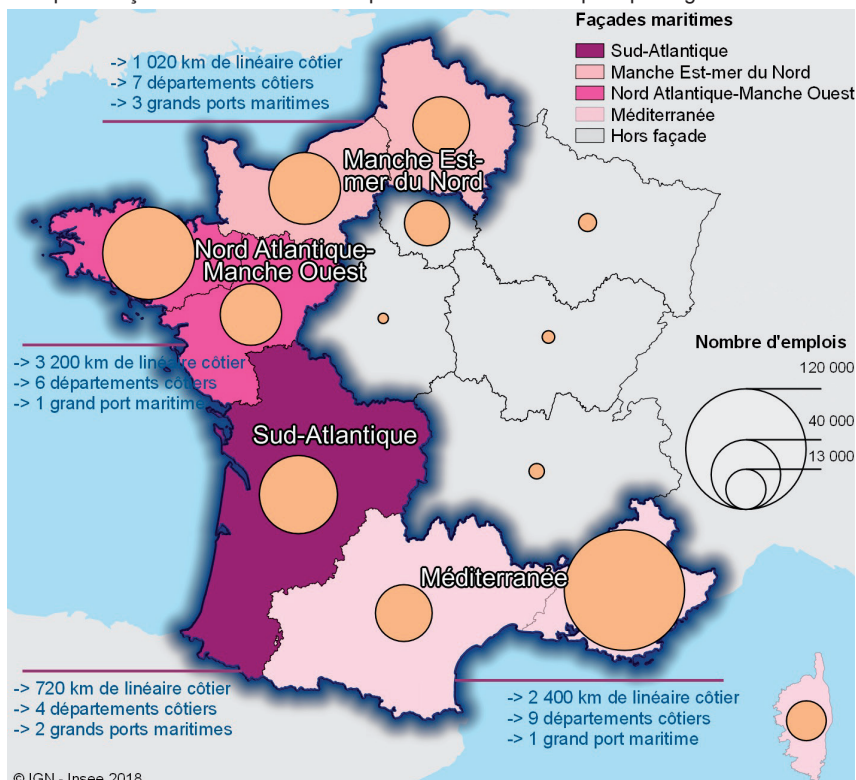 Façades maritimes
Sud-Atlantique
Manche Est-mer du Nord
Nord Atlantique-Manche Ouest
Méditerranée
Hors façade
-> 1 020 km de linéaire côtier
-> 7 départements côtiers
-> 3 grands ports maritimes
Manche Est-
mer du Nord
Nord Atlantique-
Manche Ouest
-> 3 200 km de linéaire côtier
-> 6 départements côtiers
-> 1 grand port maritime
Nombre d'emplois
120 000
40 000
13 000
Sud-Atlantique
Méditerranée
-> 720 km de linéaire côtier
-> 4 départements côtiers
-> 2 grands ports maritimes
-> 2 400 km de linéaire côtier
-> 9 départements côtiers
-> 1 grand port maritime
© IGN - Insee 2018